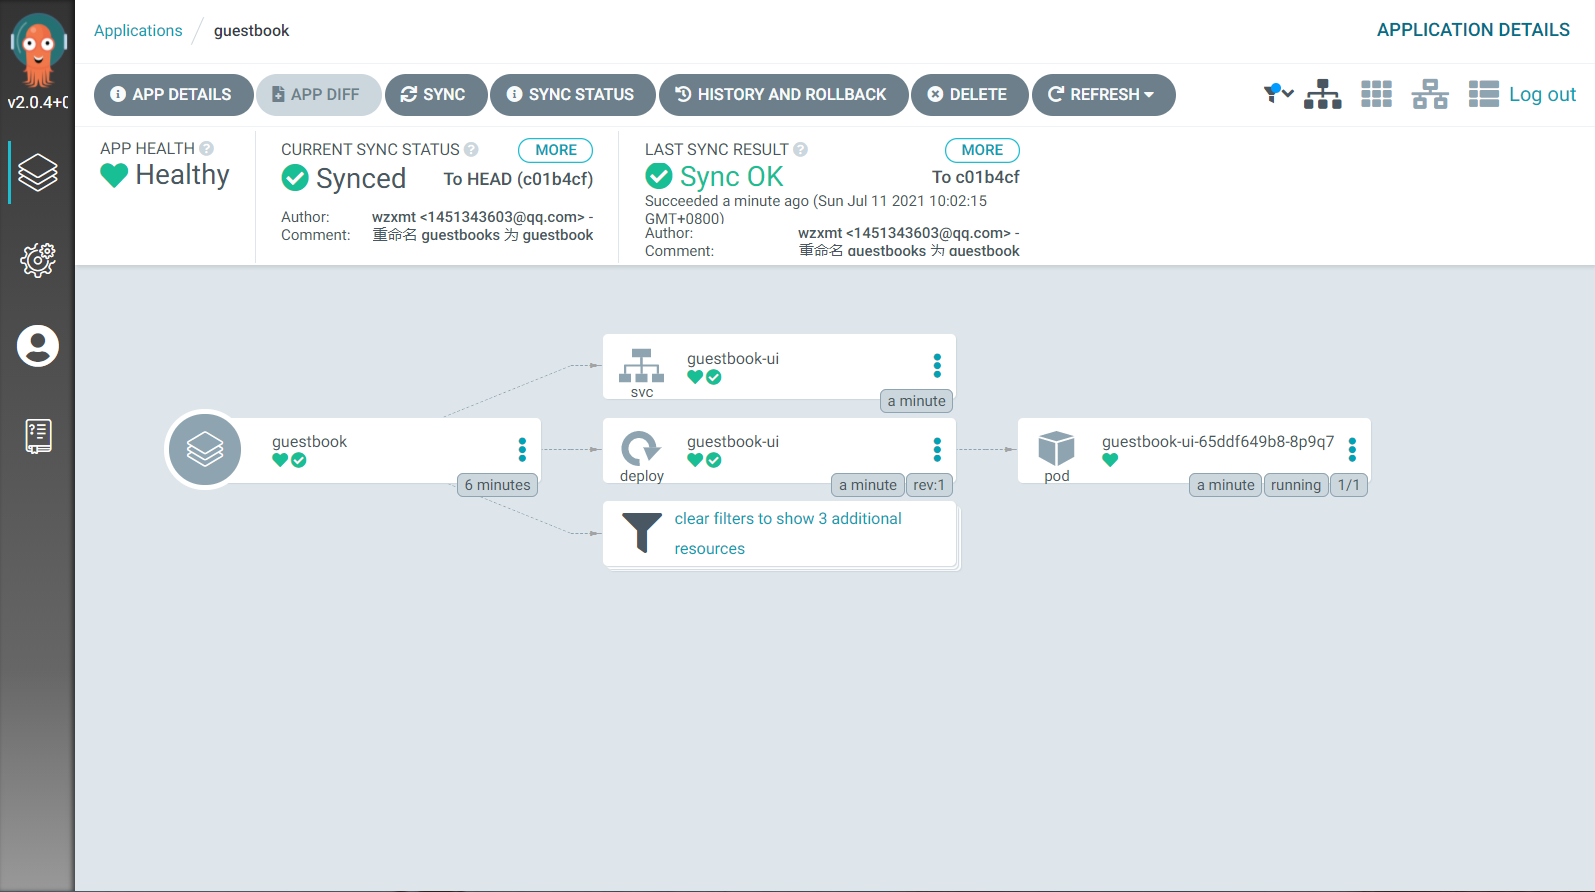 Applications guestbook APPLICATION DETAILS
v2.0.4+0
APP DETAILS APP DIFF SYNC SYNC STATUS HISTORY AND ROLLBACK DELETE REFRESH Log out
APP HEALTH
Healthy
CURRENT SYNC STATUS MORE
Synced To HEAD (c01b4cf)
Author: wzxmt <1451343603@qq.com> -
Comment: 重命名 guestbooks 为 guestbook
LAST SYNC RESULT MORE
Sync OK To c01b4cf
Succeeded a minute ago (Sun Jul 11 2021 10:02:15
GMT+0800)
Author: wzxmt <1451343603@qq.com> -
Comment: 重命名 guestbooks 为 guestbook
guestbook
6 minutes
guestbook-ui
svc
a minute
guestbook-ui
deploy
a minute rev:1
clear filters to show 3 additional
resources
guestbook-ui-65ddf649b8-8p9q7
pod
a minute running 1/1